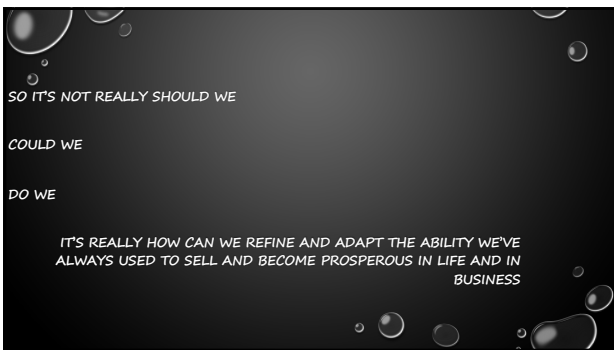 SO IT'S NOT REALLY SHOULD WE
COULD WE
DO WE
IT'S REALLY HOW CAN WE REFINE AND ADAPT THE ABILITY WE'VE
ALWAYS USED TO SELL AND BECOME PROSPEROUS IN LIFE AND IN
BUSINESS